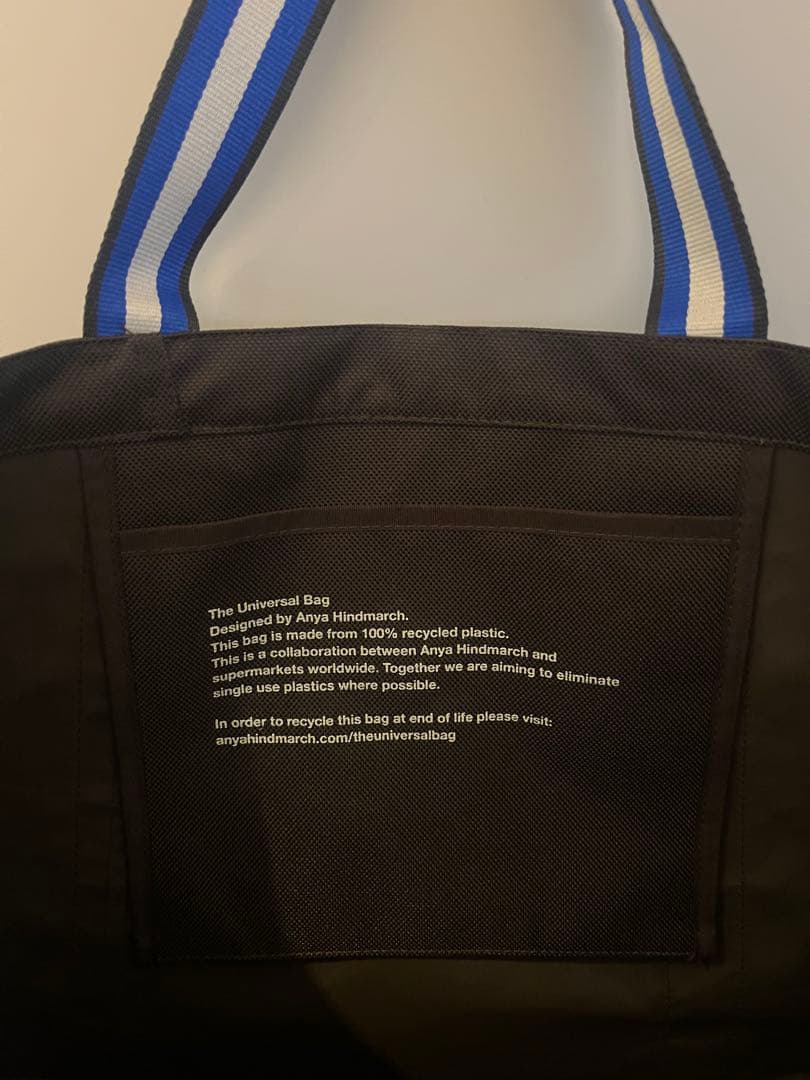 The Universal Bag
Designed by Anya Hindmarch.
This bag is made from 100% recycled plastic.
This is a collaboration between Anya Hindmarch and
supermarkets worldwide. Together we are aiming to eliminate
single use plastics where possible.
In order to recycle this bag at end of life please visit:
anyahindmarch.com/theuniversalbag